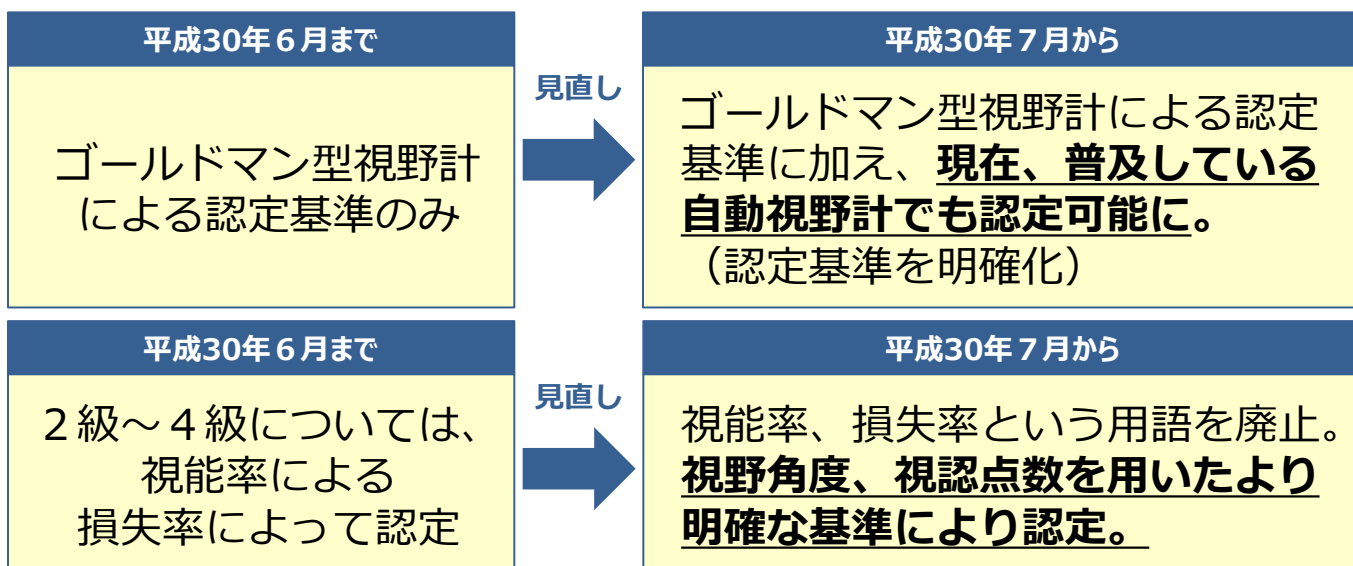 平成30年６月まで
ゴールドマン型視野計
による認定基準のみ
見直し
平成30年７月から
ゴールドマン型視野計による認定
基準に加え、現在、普及している
自動視野計でも認定可能に。
（認定基準を明確化）
平成30年６月まで
２級～４級については、
視能率による
損失率によって認定
見直し
平成30年７月から
視能率、損失率という用語を廃止。
視野角度、視認点数を用いたより
明確な基準により認定。